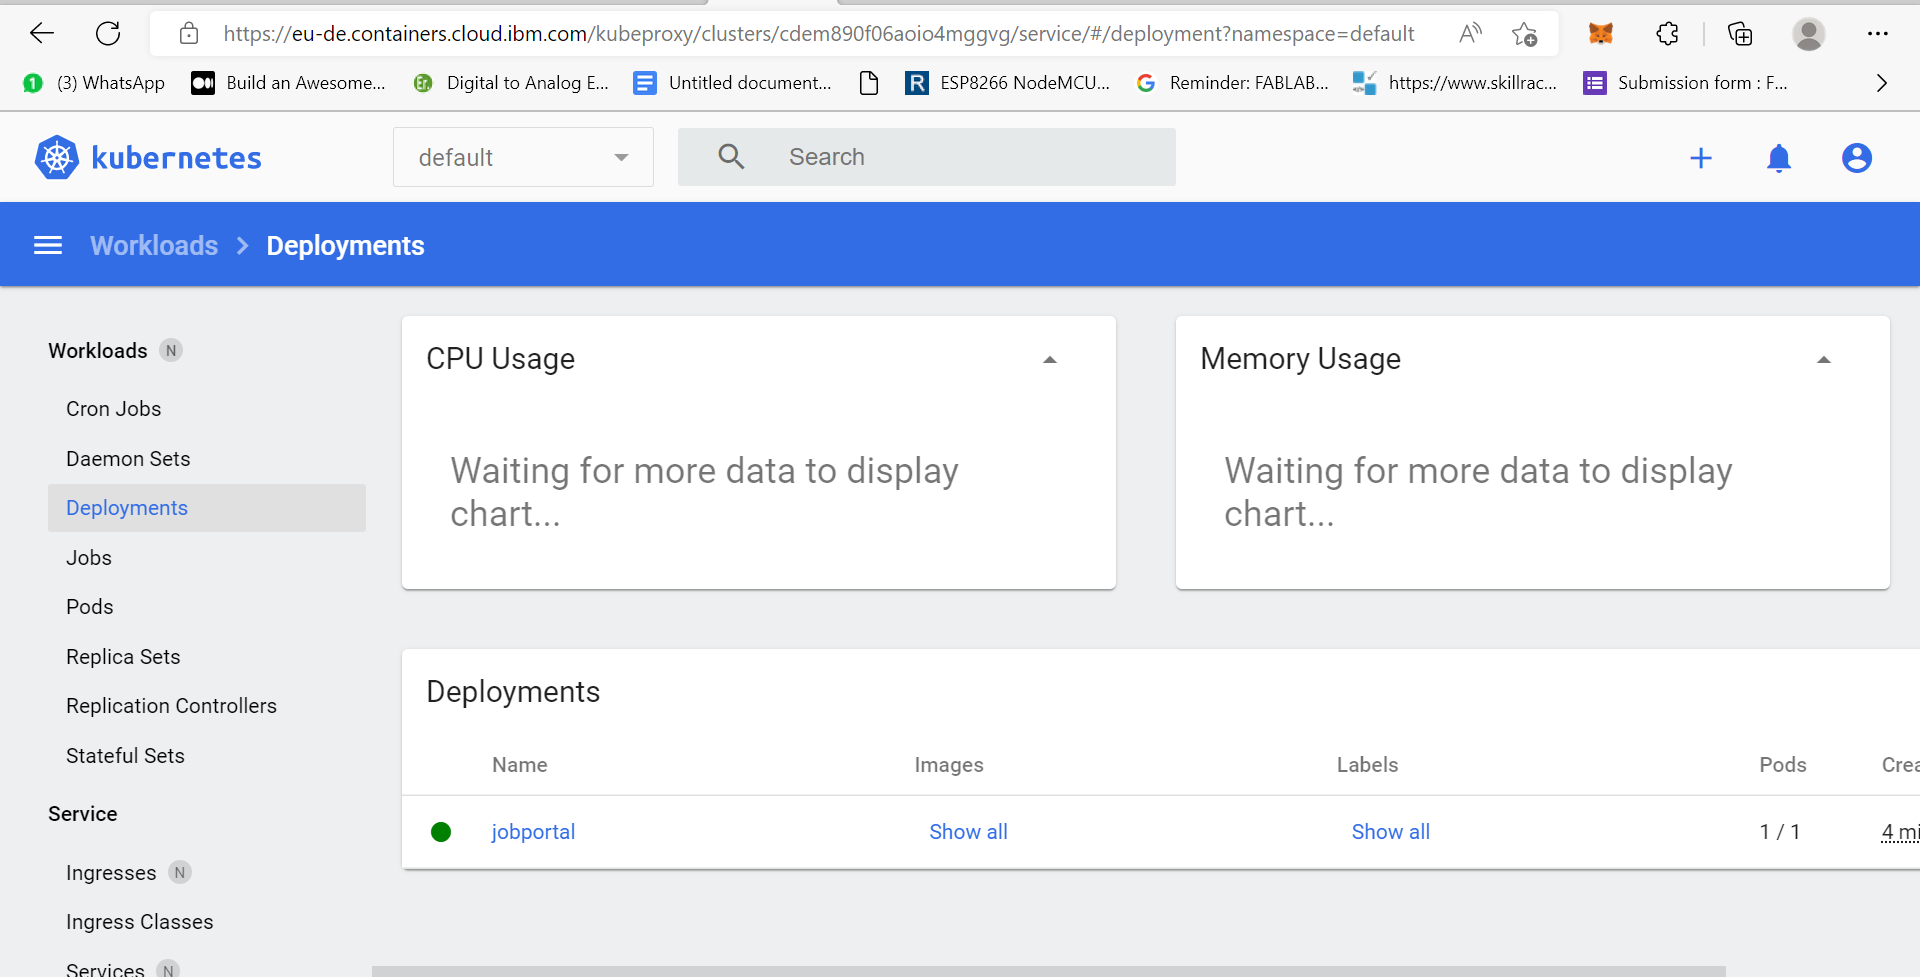 https://eu-de.containers.cloud.ibm.com/kubeproxy/clusters/cdem890f06aoio4mggvg/service/#/deployment?namespace=default
(3) WhatsApp
Build an Awesome...
Digital to Analog E...
Untitled document...
R
ESP8266 NodeMCU...
Reminder: FABLAB...
https://www.skillrac...
Submission form : F...
kubernetes
default
Search
Workloads
Deployments
Workloads N
Cron Jobs
Daemon Sets
Deployments
Jobs
Pods
Replica Sets
Replication Controllers
Stateful Sets
Service
Ingresses N
Ingress Classes
Services N
CPU Usage
Waiting for more data to display
chart...
Memory Usage
Waiting for more data to display
chart...
Deployments
Name Images Labels Pods Crea
jobportal Show all Show all 1 / 1 4 mi